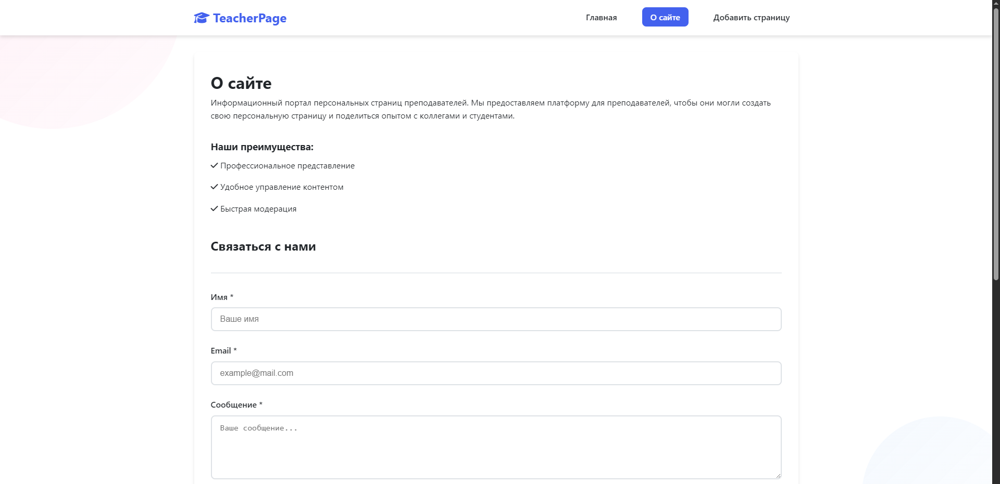 TeacherPage
Главная
О сайте
Добавить страницу
О сайте
Информационный портал персональных страниц преподавателей. Мы предоставляем платформу для преподавателей, чтобы они могли создать
свою персональную страницу и поделиться опытом с коллегами и студентами.
Наши преимущества:
Профессиональное представление
Удобное управление контентом
Быстрая модерация
Связаться с нами
Имя *
Ваше имя
Email *
example@mail.com
Сообщение *
Ваше сообщение...